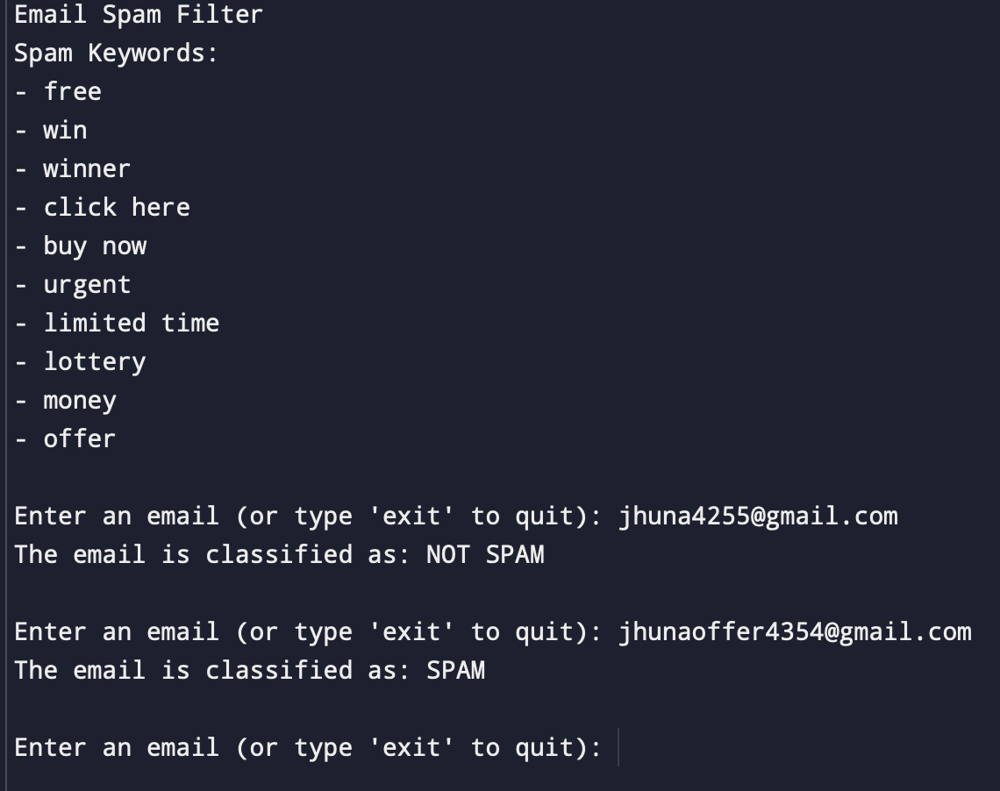 Email Spam Filter
Spam Keywords:
- free
- win
- winner
- click here
- buy now
- urgent
- limited time
- lottery
- money
- offer
Enter an email (or type 'exit' to quit): jhuna4255@gmail.com
The email is classified as: NOT SPAM
Enter an email (or type 'exit' to quit): jhunaoffer4354@gmail.com
The email is classified as: SPAM
Enter an email (or type 'exit' to quit):